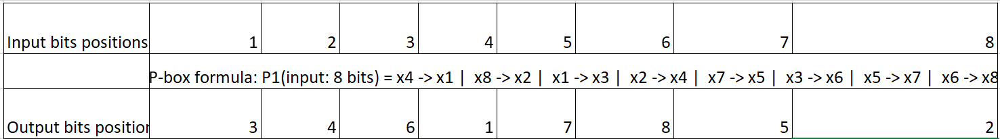 Input bits positions 1 2 3 4 5 6 7 8
P-box formula: P1(input: 8 bits) = x4 -> x1 | x8 -> x2 | x1 -> x3 | x2 -> x4 | x7 -> x5 | x3 -> x6 | x5 -> x7 | x6 -> x8
Output bits position 3 4 6 1 7 8 5 2